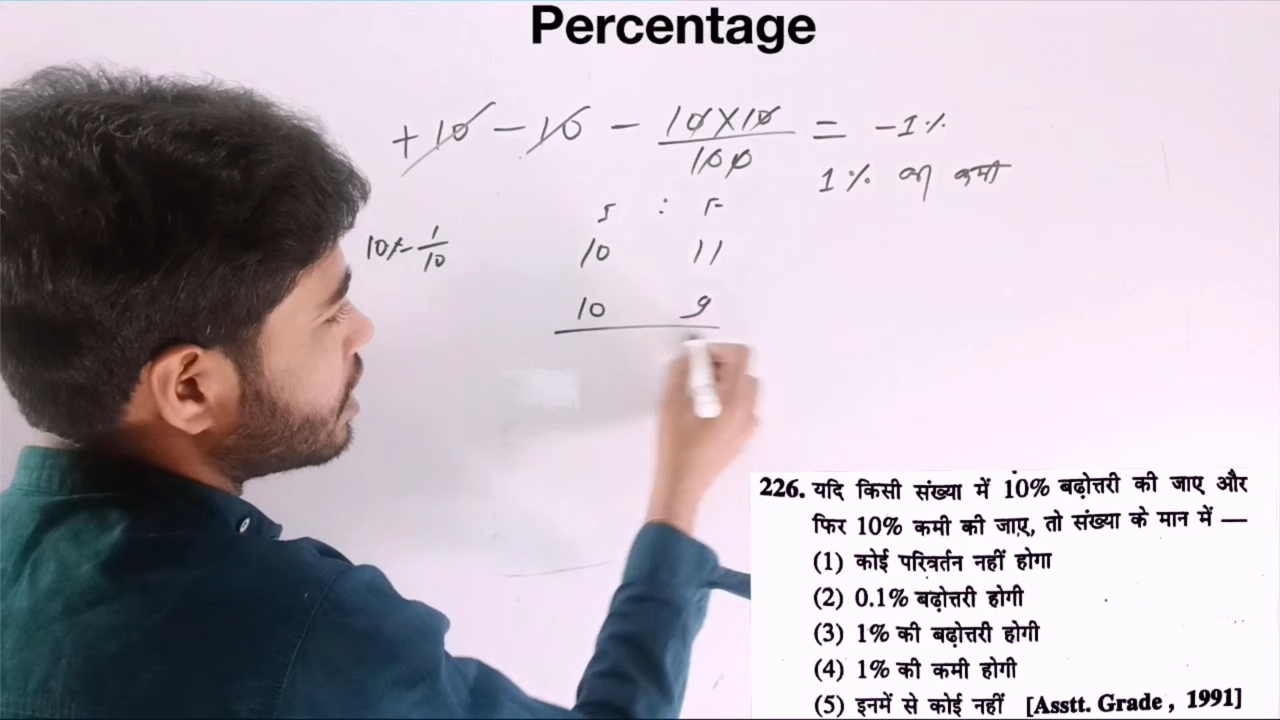 Percentage
+10 - 10 - 10×10/100 = -1%
1% की कमी
5 : F
10%- 1/10 10 11
10 9
226. यदि किसी संख्या में 10% बढ़ोत्तरी की जाए और
फिर 10% कमी की जाए, तो संख्या के मान में —
(1) कोई परिवर्तन नहीं होगा
(2) 0.1% बढ़ोत्तरी होगी
(3) 1% की बढ़ोत्तरी होगी
(4) 1% की कमी होगी
(5) इनमें से कोई नहीं [Asstt. Grade, 1991]